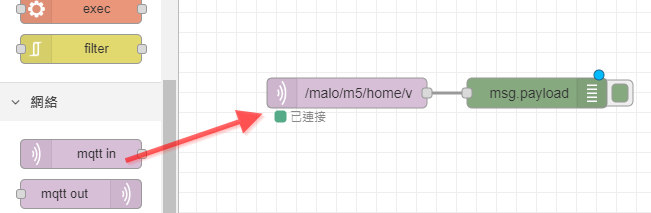 exec
filter
網絡
mqtt in
mqtt out
/malo/m5/home/v
已連接
msg.payload